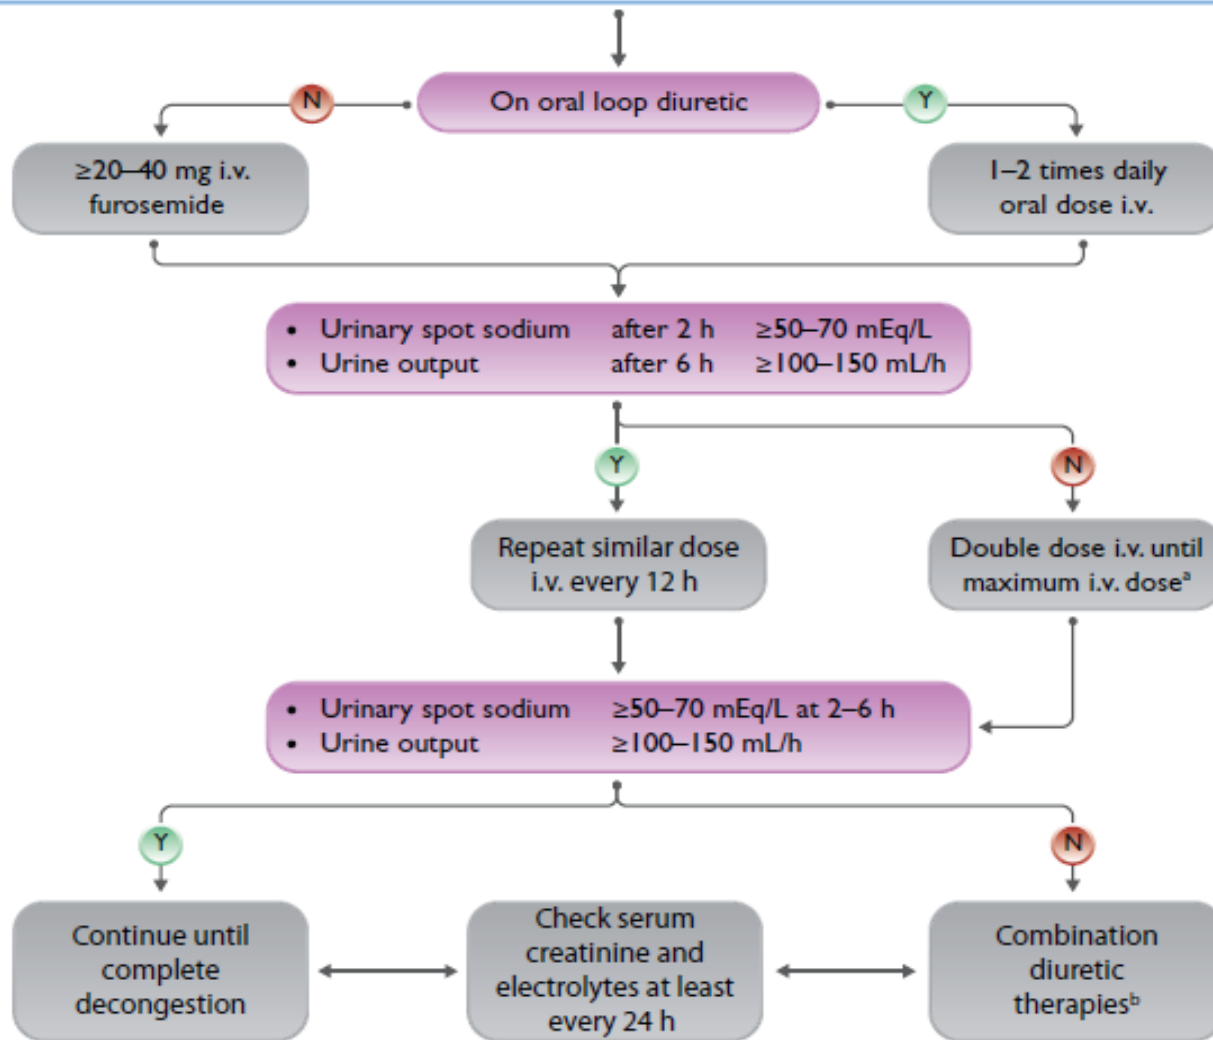 On oral loop diuretic
N
Y
≥20–40 mg i.v.
furosemide
1–2 times daily
oral dose i.v.
• Urinary spot sodium after 2 h ≥50–70 mEq/L
• Urine output after 6 h ≥100–150 mL/h
Y
N
Repeat similar dose
i.v. every 12 h
Double dose i.v. until
maximum i.v. doseᵃ
• Urinary spot sodium ≥50–70 mEq/L at 2–6 h
• Urine output ≥100–150 mL/h
Y
N
Continue until
complete
decongestion
Check serum
creatinine and
electrolytes at least
every 24 h
Combination
diuretic
therapiesᵇ